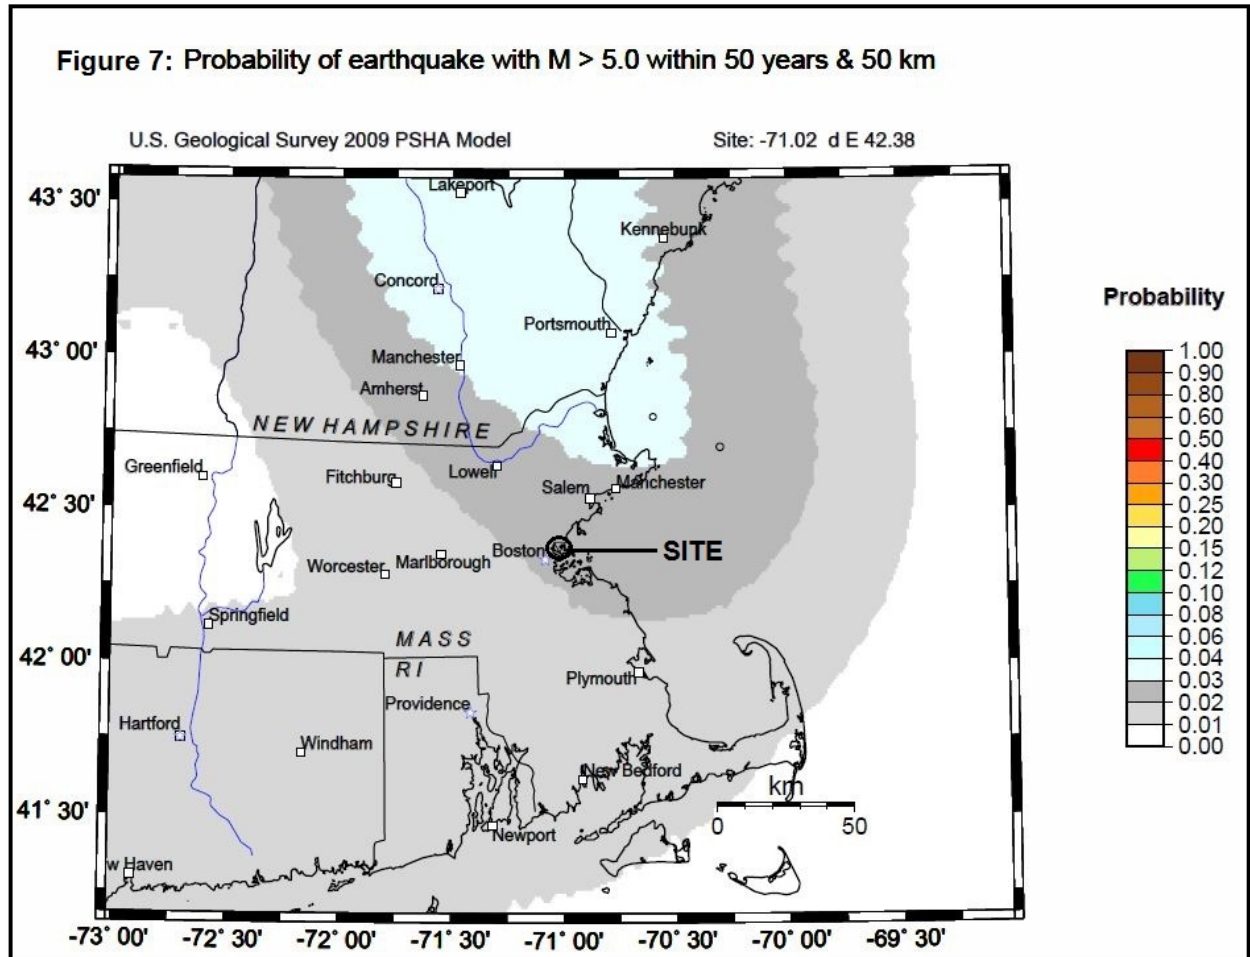 Figure 7: Probability of earthquake with M > 5.0 within 50 years & 50 km
U.S. Geological Survey 2009 PSHA Model
Site: -71.02 d E 42.38
43° 30'
43° 00'
42° 30'
42° 00'
41° 30'
Lakeport
Kennebunk
Concord
Portsmouth
Manchester
Amherst
NEW HAMPSHIRE
Greenfield
Fitchburg
Lowell
Salem
Manchester
Boston
SITE
Worcester
Marlborough
Springfield
MASS
RI
Plymouth
Providence
Hartford
Windham
New Bedford
Newport
w Haven
km
0
50
-73° 00'
-72° 30'
-72° 00'
-71° 30'
-71° 00'
-70° 30'
-70° 00'
-69° 30'
Probability
1.00
0.90
0.80
0.60
0.50
0.40
0.30
0.25
0.20
0.15
0.12
0.10
0.08
0.06
0.04
0.03
0.02
0.01
0.00